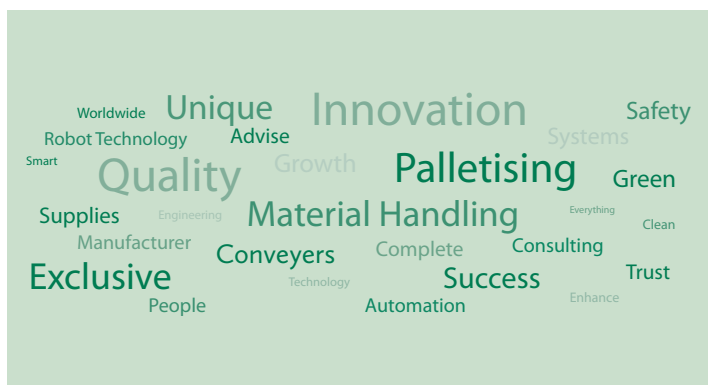 Innovation
Unique
Worldwide
Safety
Robot Technology
Advise
Systems
Smart
Quality
Growth
Palletising
Green
Supplies
Engineering
Material Handling
Everything
Clean
Manufacturer
Conveyers
Complete
Consulting
Exclusive
Technology
Success
Trust
People
Automation
Enhance